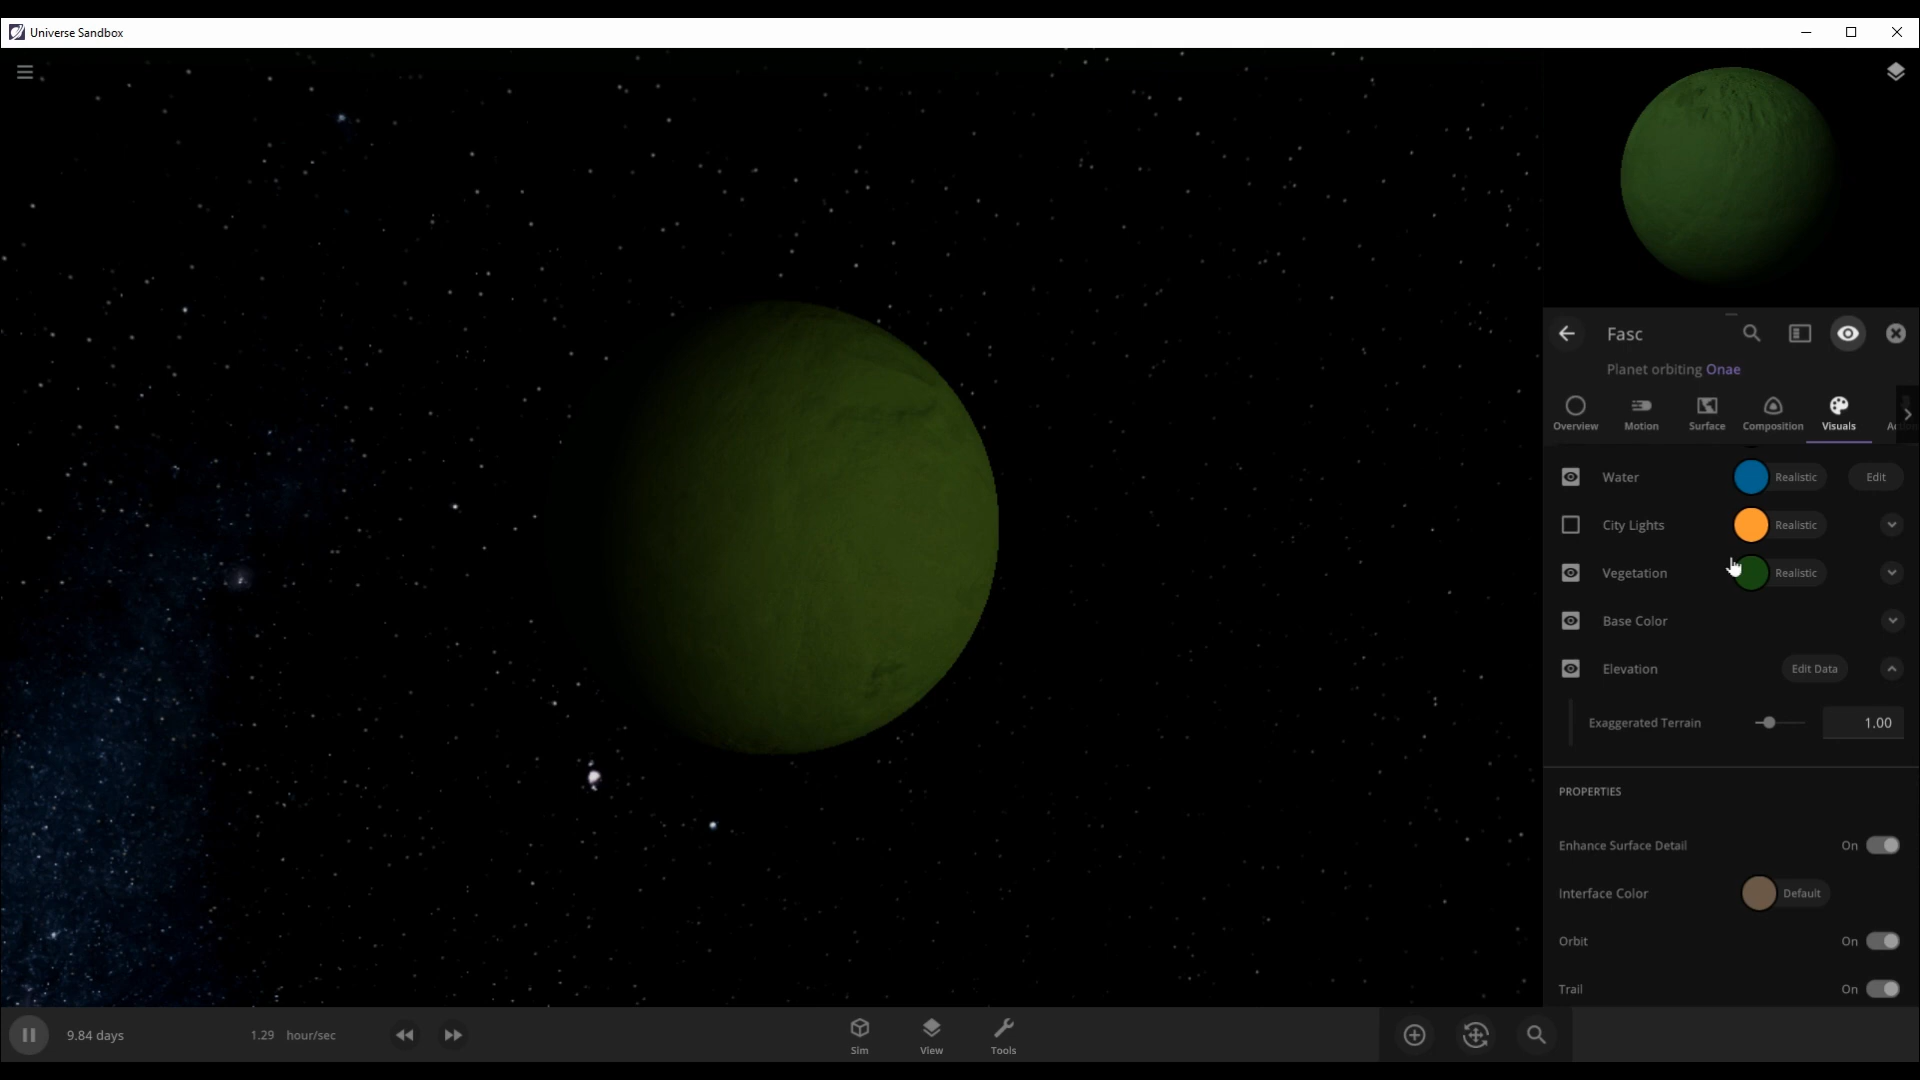 Universe Sandbox
Fasc
Planet orbiting Onae
Overview Motion Surface Composition Visuals
Water Realistic Edit
City Lights Realistic
Vegetation Realistic
Base Color
Elevation Edit Data
Exaggerated Terrain 1.00
PROPERTIES
Enhance Surface Detail On
Interface Color Default
Orbit On
Trail On
9.84 days 1.29 hour/sec
Sim View Tools